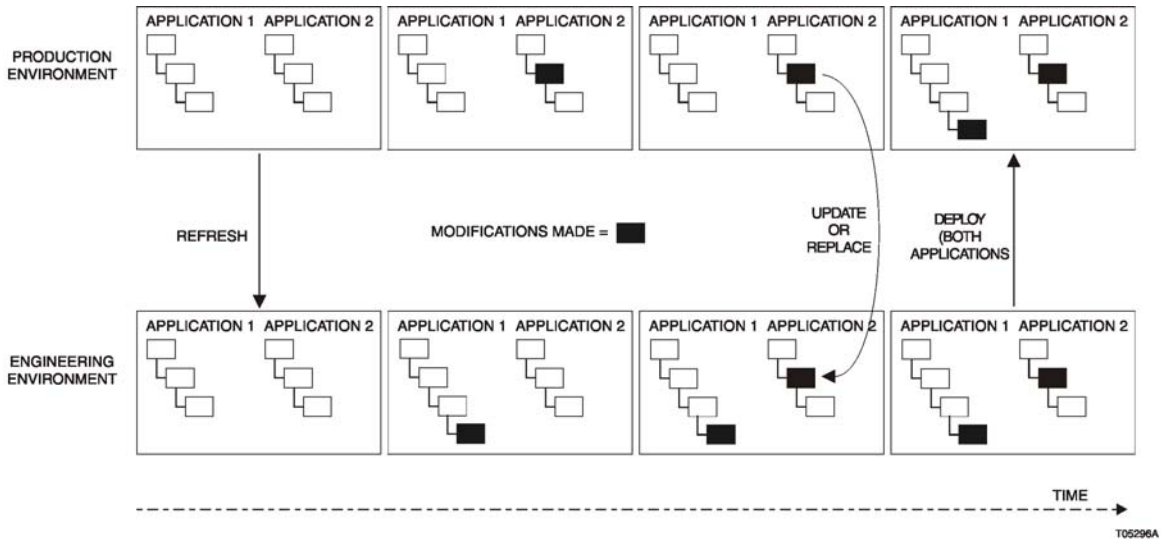 APPLICATION 1 APPLICATION 2 APPLICATION 1 APPLICATION 2 APPLICATION 1 APPLICATION 2 APPLICATION 1 APPLICATION 2
PRODUCTION
ENVIRONMENT
REFRESH
MODIFICATIONS MADE =
UPDATE
OR
REPLACE
DEPLOY
(BOTH
APPLICATIONS
APPLICATION 1 APPLICATION 2 APPLICATION 1 APPLICATION 2 APPLICATION 1 APPLICATION 2 APPLICATION 1 APPLICATION 2
ENGINEERING
ENVIRONMENT
TIME
T05296A